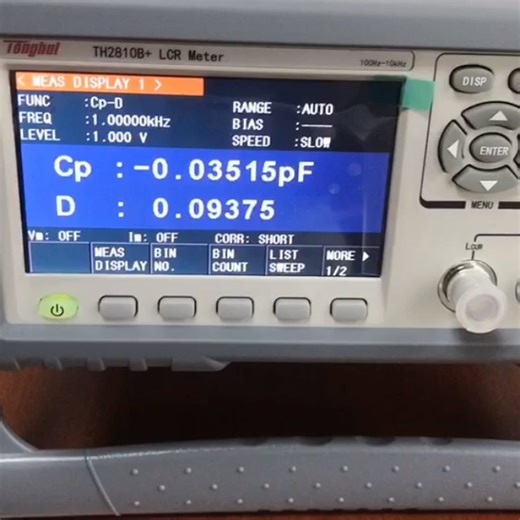 Tonghui TH2810B+ LCR Meter 100Hz-10kHz
< MEAS DISPLAY 1 >
FUNC :Cp-D RANGE :AUTO
FREQ :1.00000kHz BIAS :----
LEVEL :1.000 V SPEED :SLOW
Cp :-0.03515pF
D : 0.09375
Vm: OFF Im: OFF CORR: SHORT
MEAS DISPLAY BIN NO. BIN COUNT LIST SWEEP MORE 1/2
DISP
ENTER
MENU
LCUR